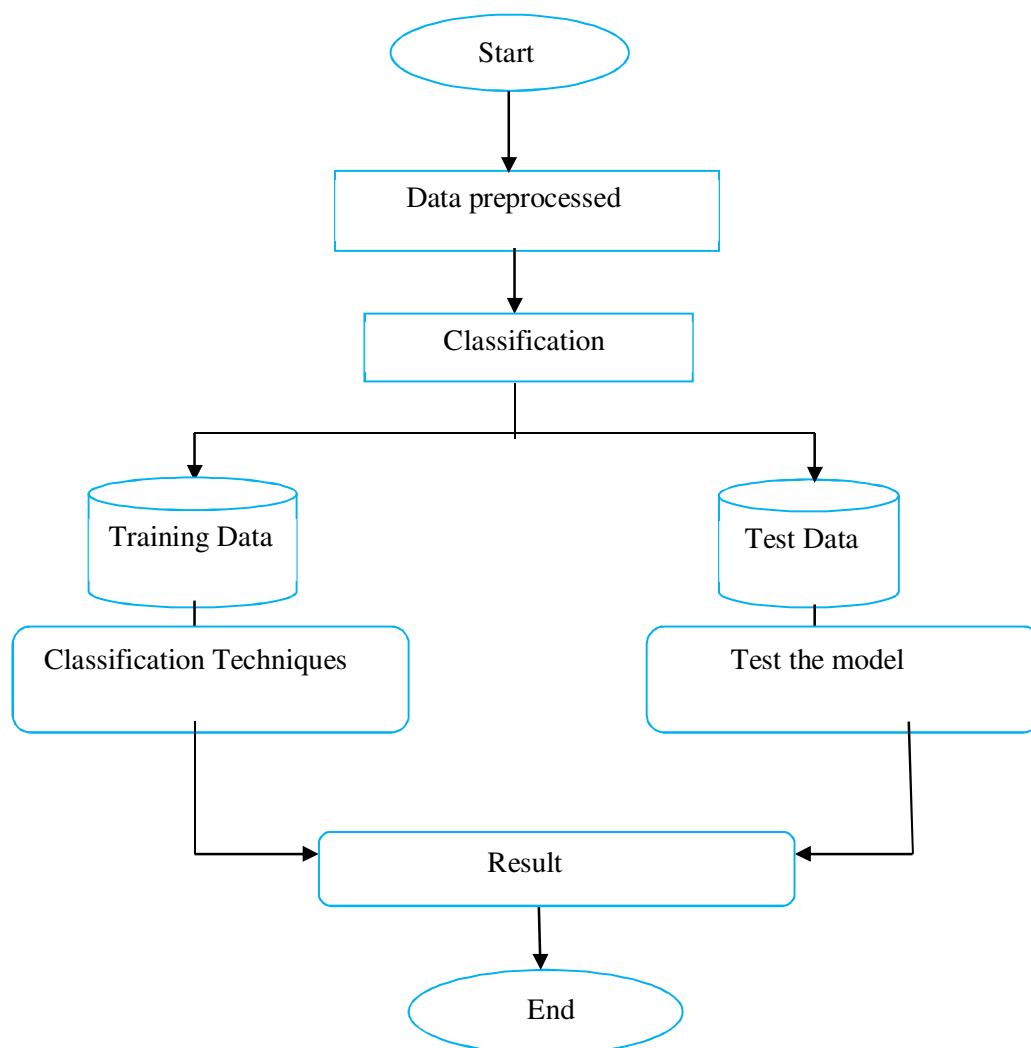 Start
Data preprocessed
Classification
Training Data
Test Data
Classification Techniques
Test the model
Result
End